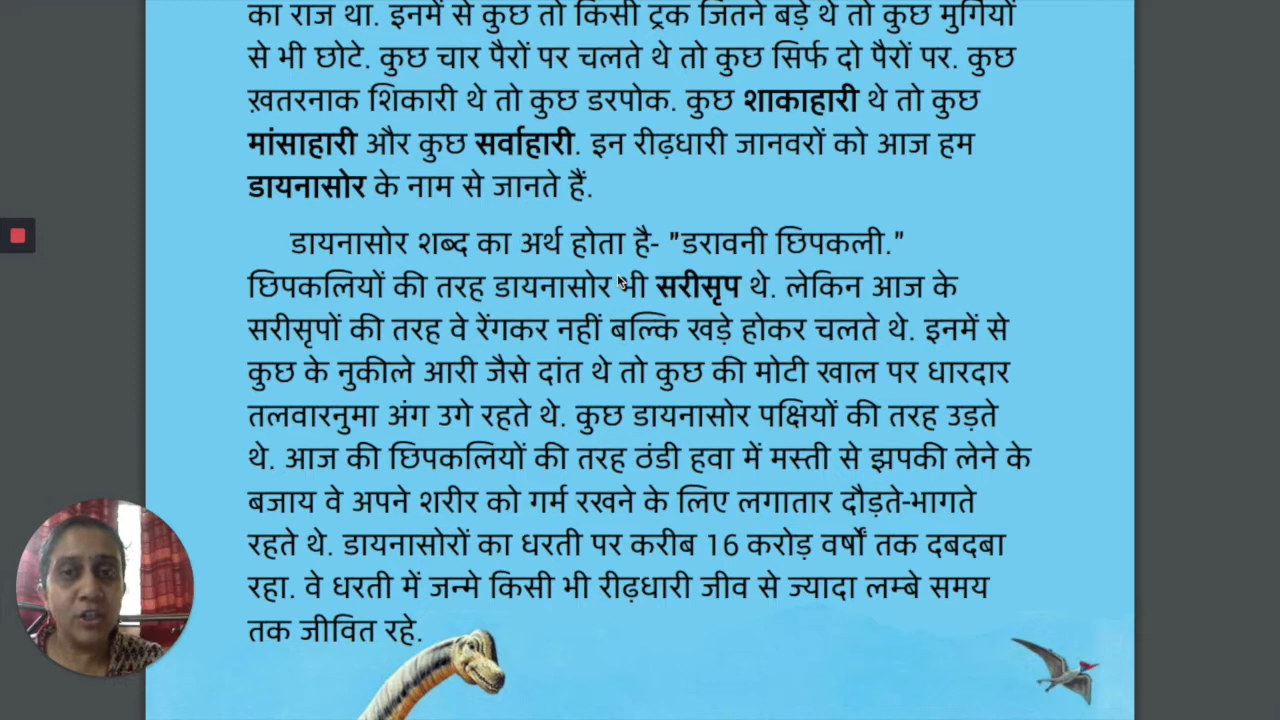 का राज था. इनमें से कुछ तो किसी ट्रक जितने बड़े थे तो कुछ मुर्गियों
से भी छोटे. कुछ चार पैरों पर चलते थे तो कुछ सिर्फ दो पैरों पर. कुछ
ख़तरनाक शिकारी थे तो कुछ डरपोक. कुछ शाकाहारी थे तो कुछ
मांसाहारी और कुछ सर्वाहारी. इन रीढ़धारी जानवरों को आज हम
डायनासोर के नाम से जानते हैं.
डायनासोर शब्द का अर्थ होता है- "डरावनी छिपकली."
छिपकलियों की तरह डायनासोर भी सरीसृप थे. लेकिन आज के
सरीसृपों की तरह वे रेंगकर नहीं बल्कि खड़े होकर चलते थे. इनमें से
कुछ के नुकीले आरी जैसे दांत थे तो कुछ की मोटी खाल पर धारदार
तलवारनुमा अंग उगे रहते थे. कुछ डायनासोर पक्षियों की तरह उड़ते
थे. आज की छिपकलियों की तरह ठंडी हवा में मस्ती से झपकी लेने के
बजाय वे अपने शरीर को गर्म रखने के लिए लगातार दौड़ते-भागते
रहते थे. डायनासोरों का धरती पर करीब 16 करोड़ वर्षों तक दबदबा
रहा. वे धरती में जन्मे किसी भी रीढ़धारी जीव से ज्यादा लम्बे समय
तक जीवित रहे.